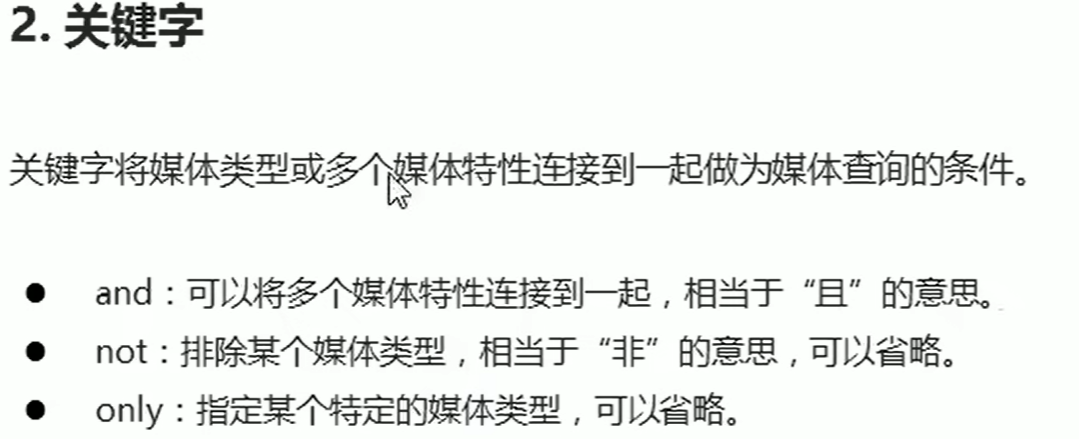 2. 关键字
关键字将媒体类型或多个媒体特性连接到一起做为媒体查询的条件。
● and：可以将多个媒体特性连接到一起，相当于“且”的意思。
● not：排除某个媒体类型，相当于“非”的意思，可以省略。
● only：指定某个特定的媒体类型，可以省略。